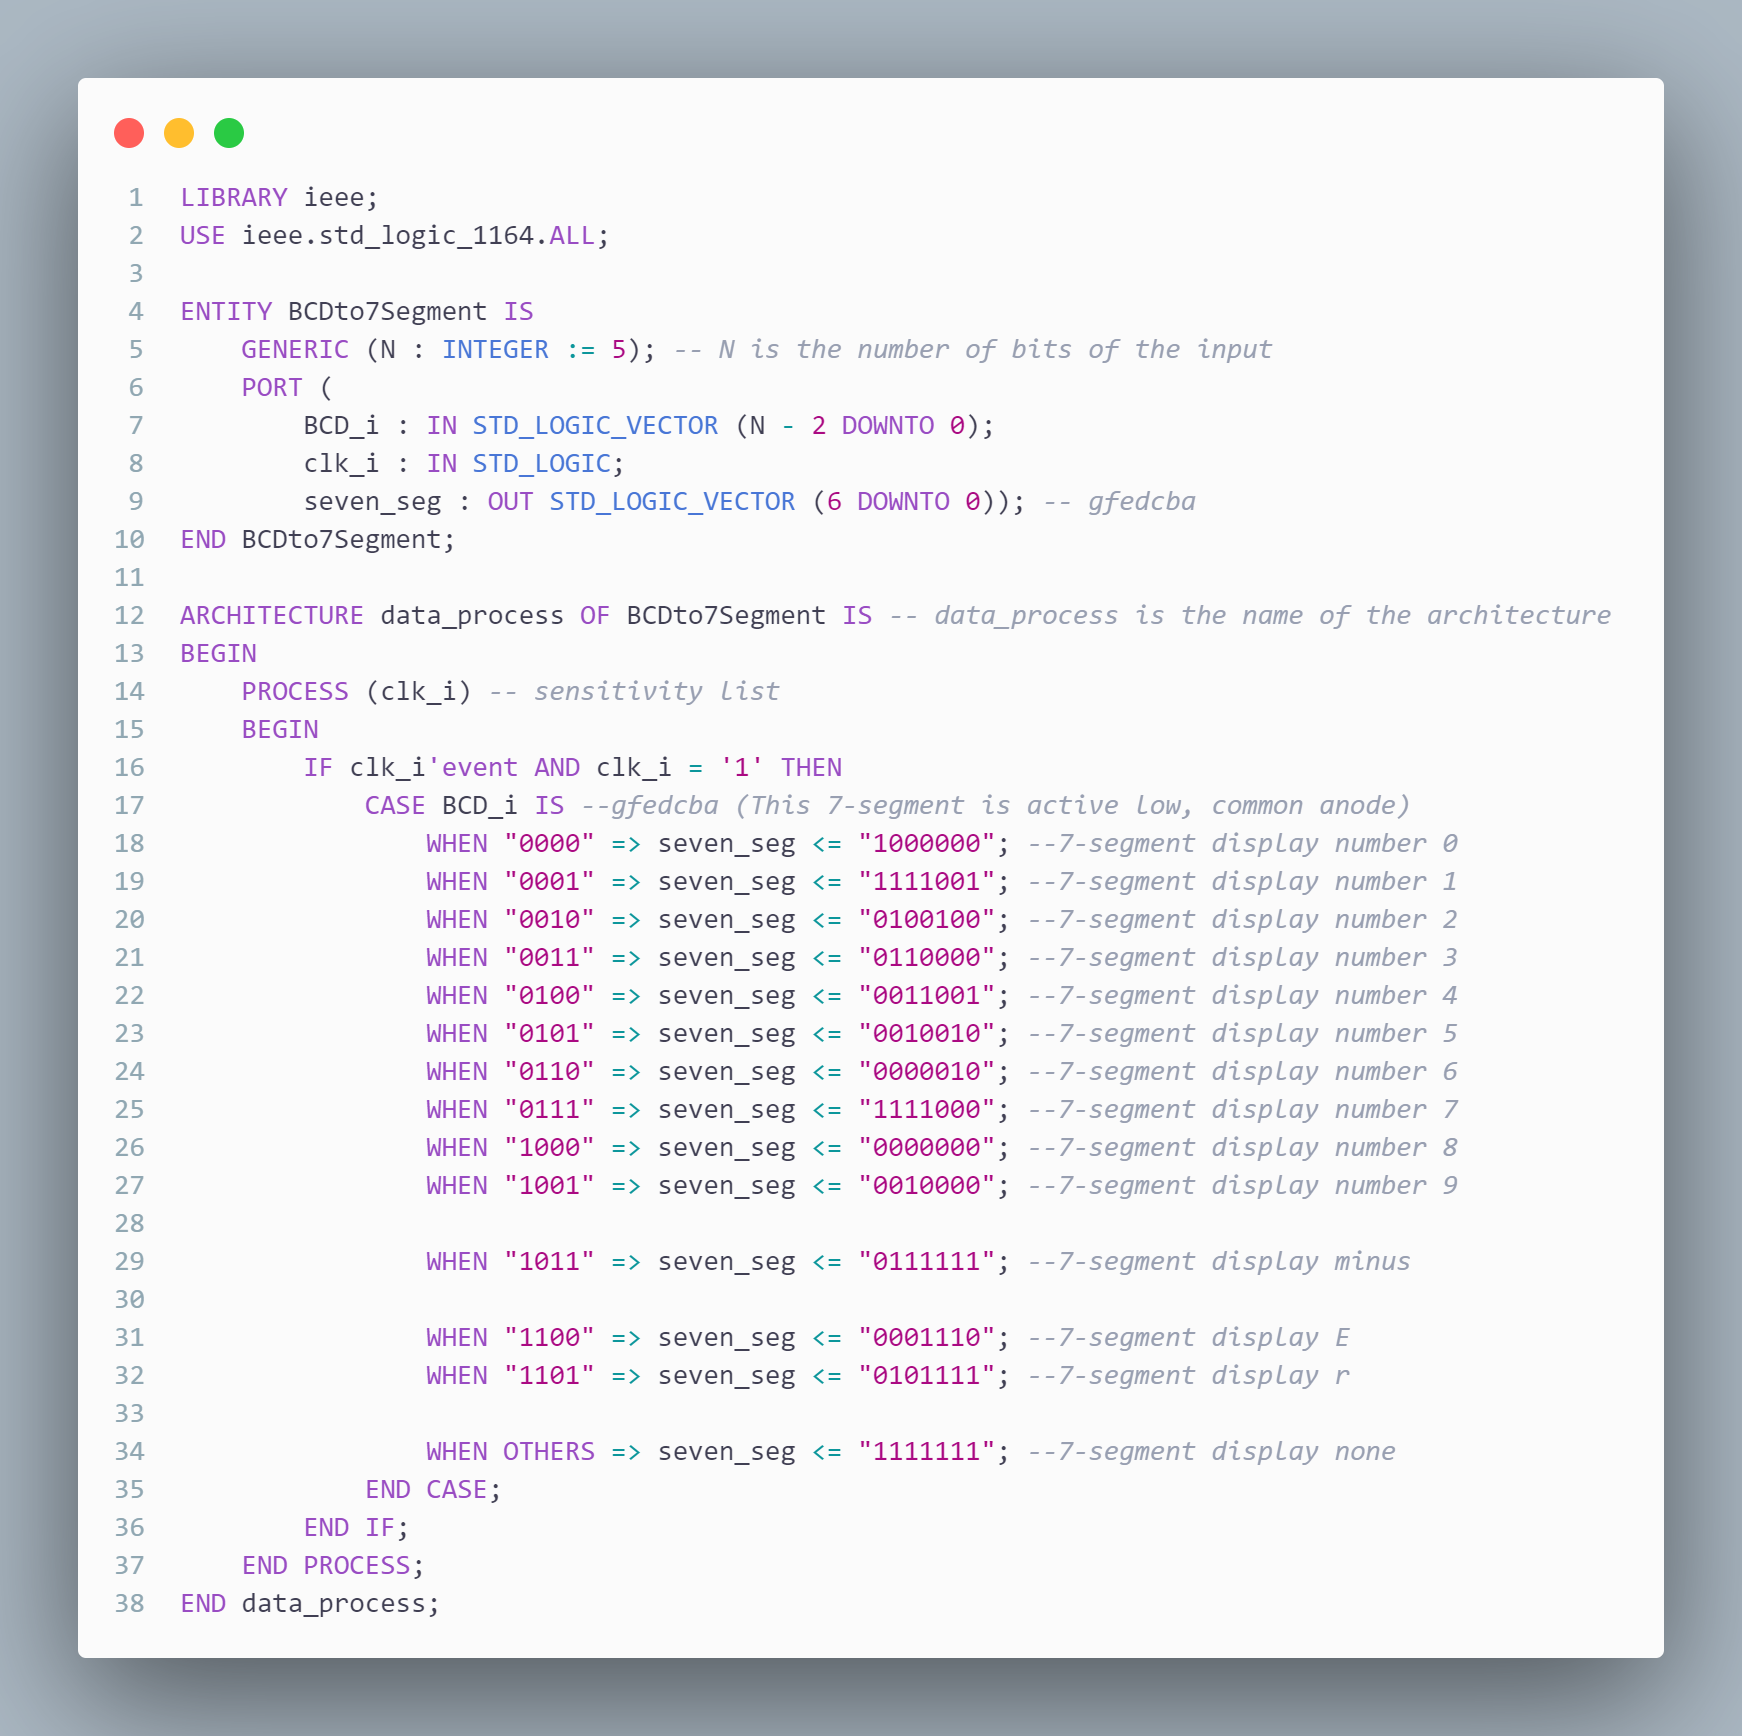 1 LIBRARY ieee;
2 USE ieee.std_logic_1164.ALL;
3
4 ENTITY BCDto7Segment IS
5     GENERIC (N : INTEGER := 5); -- N is the number of bits of the input
6     PORT (
7         BCD_i : IN STD_LOGIC_VECTOR (N - 2 DOWNTO 0);
8         clk_i : IN STD_LOGIC;
9         seven_seg : OUT STD_LOGIC_VECTOR (6 DOWNTO 0)); -- gfedcba
10 END BCDto7Segment;
11
12 ARCHITECTURE data_process OF BCDto7Segment IS -- data_process is the name of the architecture
13 BEGIN
14     PROCESS (clk_i) -- sensitivity list
15     BEGIN
16         IF clk_i'event AND clk_i = '1' THEN
17             CASE BCD_i IS --gfedcba (This 7-segment is active low, common anode)
18                 WHEN "0000" => seven_seg <= "1000000"; --7-segment display number 0
19                 WHEN "0001" => seven_seg <= "1111001"; --7-segment display number 1
20                 WHEN "0010" => seven_seg <= "0100100"; --7-segment display number 2
21                 WHEN "0011" => seven_seg <= "0110000"; --7-segment display number 3
22                 WHEN "0100" => seven_seg <= "0011001"; --7-segment display number 4
23                 WHEN "0101" => seven_seg <= "0010010"; --7-segment display number 5
24                 WHEN "0110" => seven_seg <= "0000010"; --7-segment display number 6
25                 WHEN "0111" => seven_seg <= "1111000"; --7-segment display number 7
26                 WHEN "1000" => seven_seg <= "0000000"; --7-segment display number 8
27                 WHEN "1001" => seven_seg <= "0010000"; --7-segment display number 9
28
29                 WHEN "1011" => seven_seg <= "0111111"; --7-segment display minus
30
31                 WHEN "1100" => seven_seg <= "0001110"; --7-segment display E
32                 WHEN "1101" => seven_seg <= "0101111"; --7-segment display r
33
34                 WHEN OTHERS => seven_seg <= "1111111"; --7-segment display none
35             END CASE;
36         END IF;
37     END PROCESS;
38 END data_process;